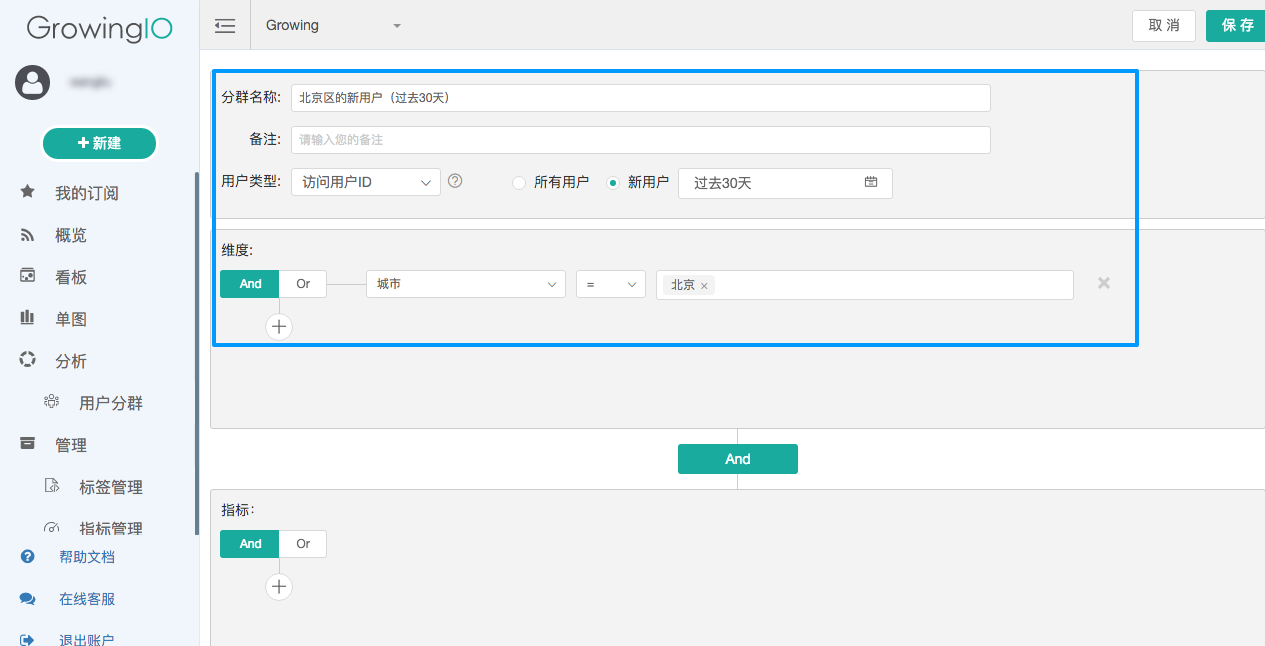 GrowingIO
Growing
取 消
保 存
新建
我的订阅
概览
看板
单图
分析
用户分群
管理
标签管理
指标管理
帮助文档
在线客服
退出账户
分群名称: 北京区的新用户（过去30天）
备注: 请输入您的备注
用户类型: 访问用户ID 所有用户 新用户 过去30天
维度:
And Or 城市 = 北京 ×
And
指标:
And Or